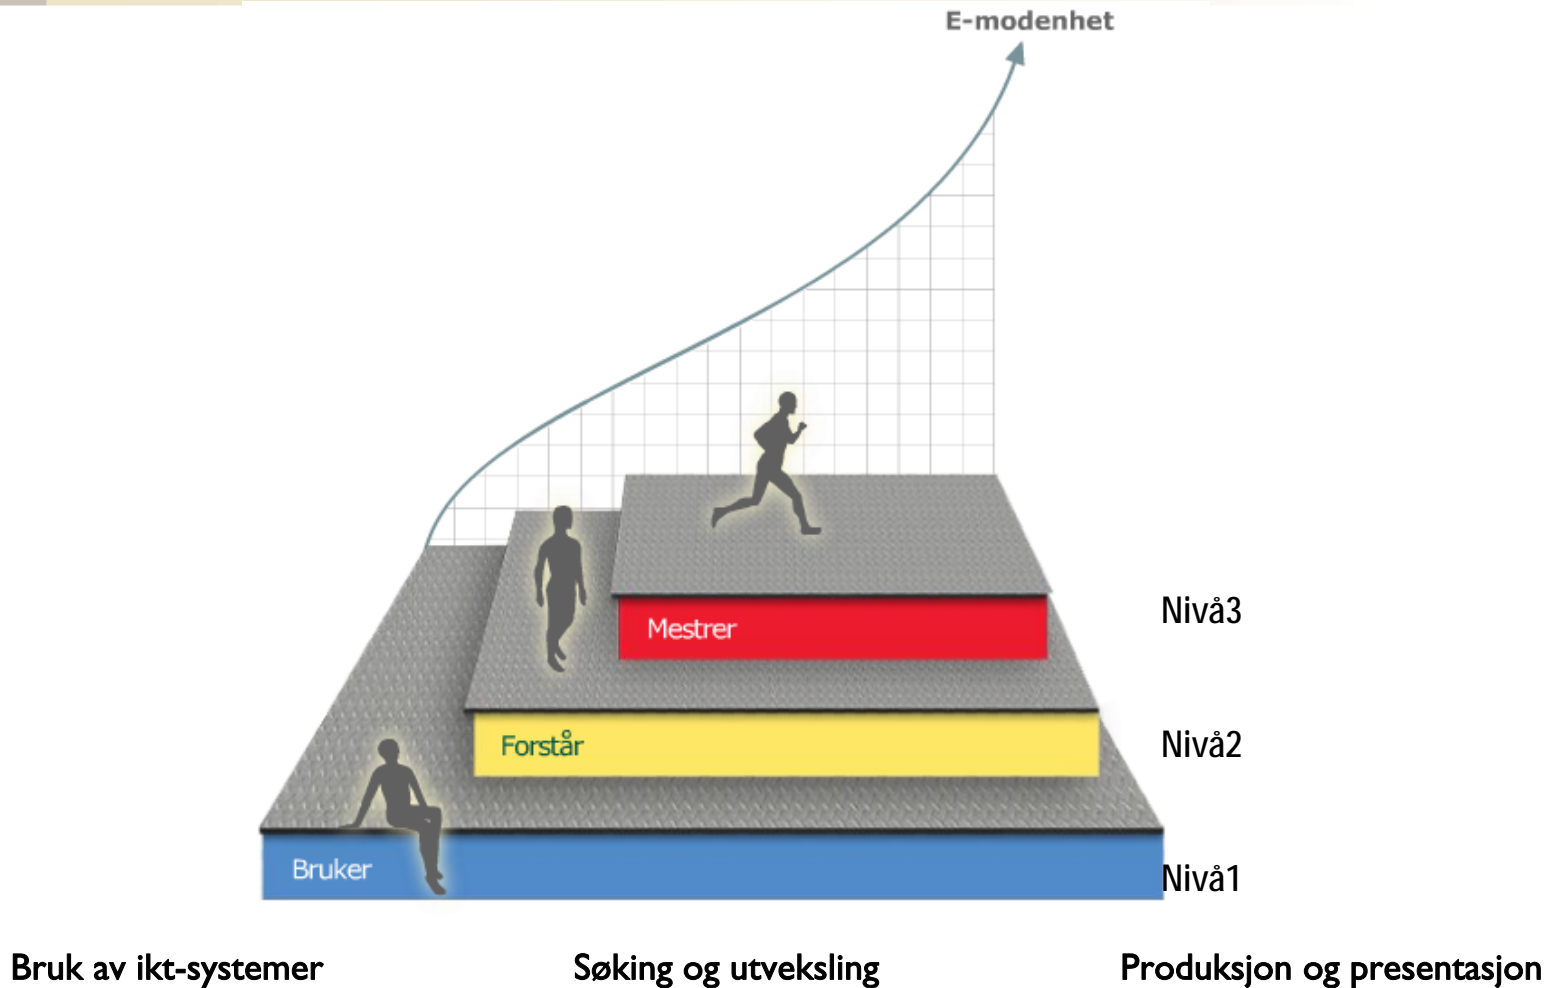 E-modenhet
Mestrer
Nivå3
Forstår
Nivå2
Bruker
Nivå1
Bruk av ikt-systemer
Søking og utveksling
Produksjon og presentasjon